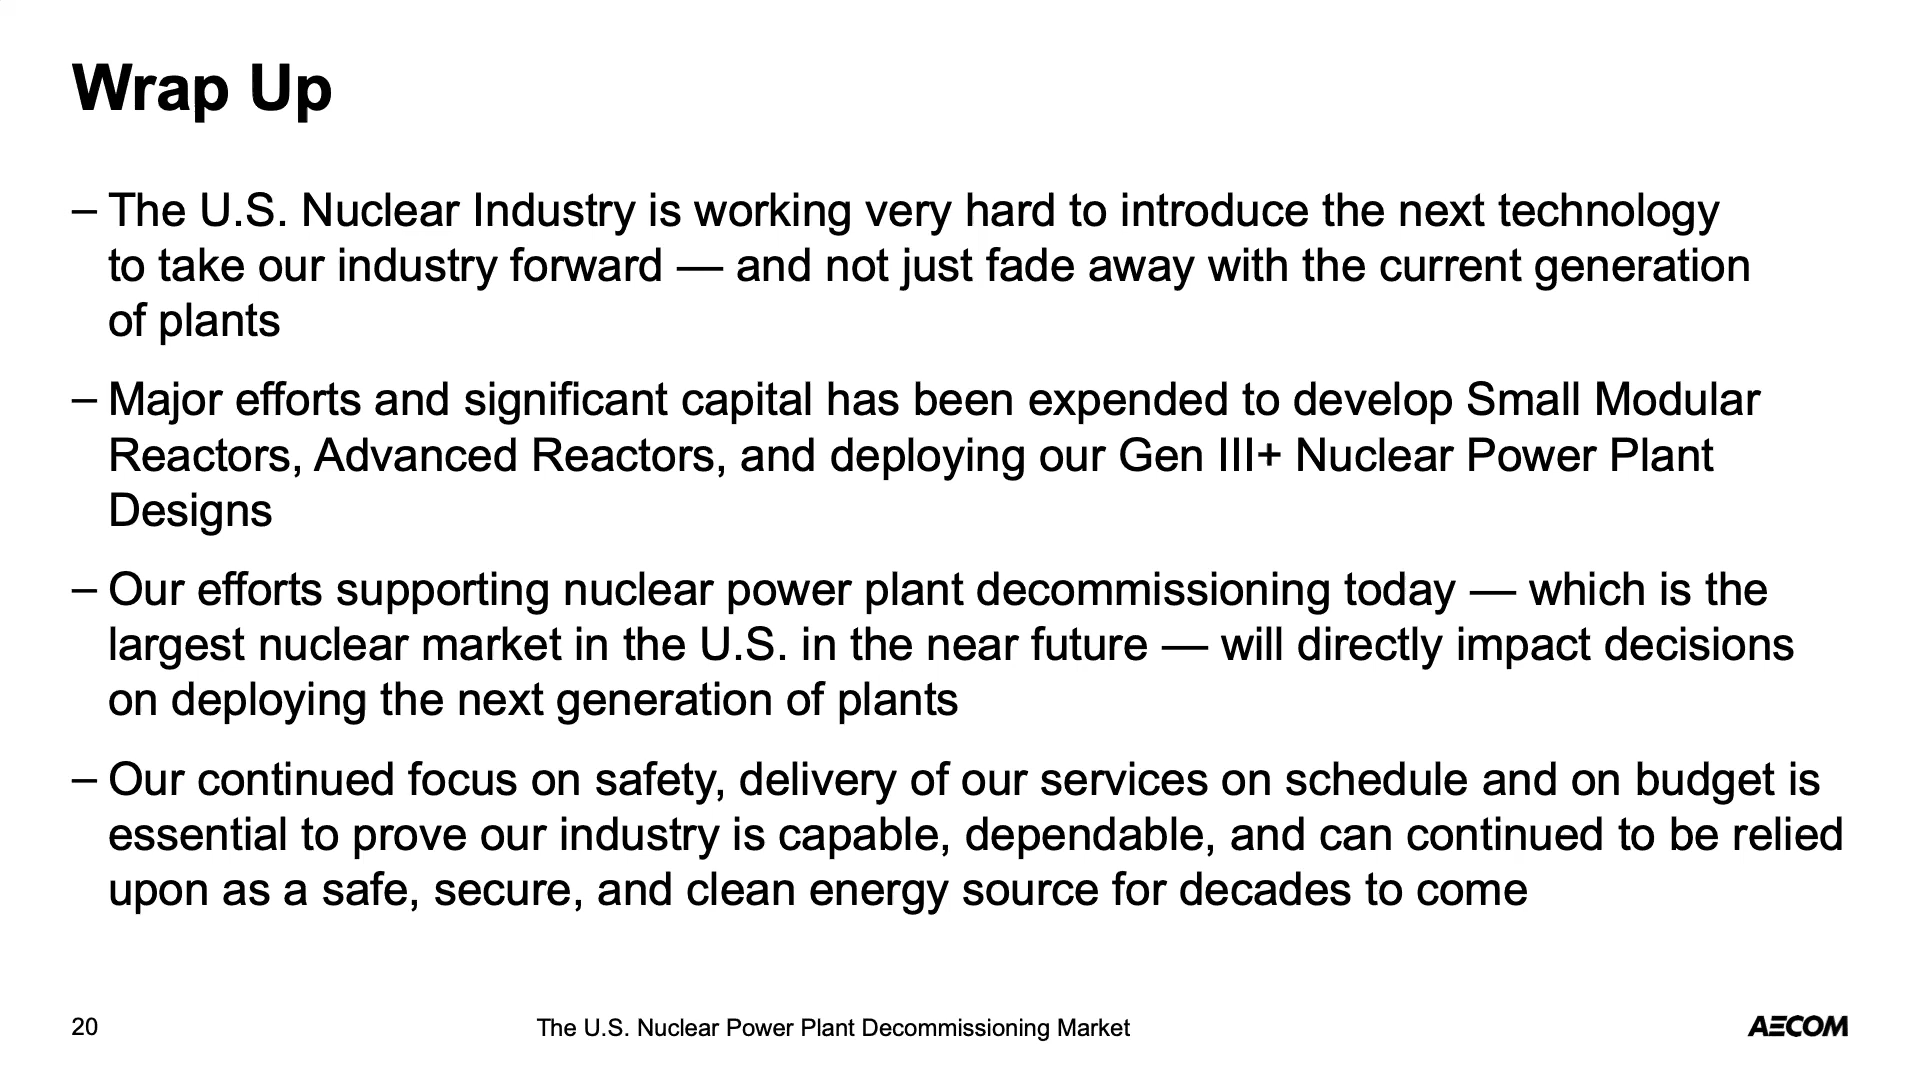 Wrap Up
– The U.S. Nuclear Industry is working very hard to introduce the next technology
to take our industry forward — and not just fade away with the current generation
of plants
– Major efforts and significant capital has been expended to develop Small Modular
Reactors, Advanced Reactors, and deploying our Gen III+ Nuclear Power Plant
Designs
– Our efforts supporting nuclear power plant decommissioning today — which is the
largest nuclear market in the U.S. in the near future — will directly impact decisions
on deploying the next generation of plants
– Our continued focus on safety, delivery of our services on schedule and on budget is
essential to prove our industry is capable, dependable, and can continued to be relied
upon as a safe, secure, and clean energy source for decades to come
20
The U.S. Nuclear Power Plant Decommissioning Market
AECOM